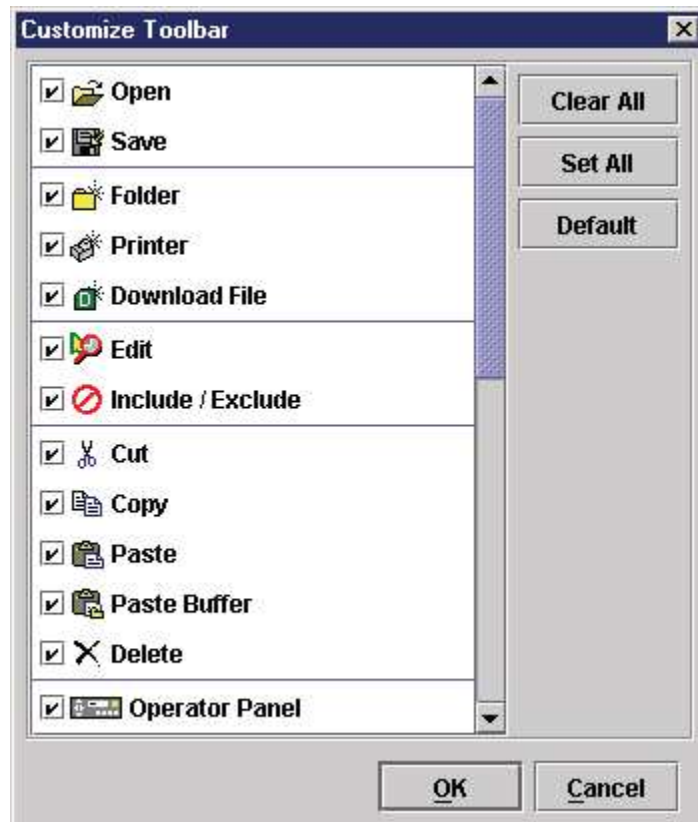 Customize Toolbar
Open
Save
Folder
Printer
Download File
Edit
Include / Exclude
Cut
Copy
Paste
Paste Buffer
Delete
Operator Panel
Clear All
Set All
Default
OK
Cancel